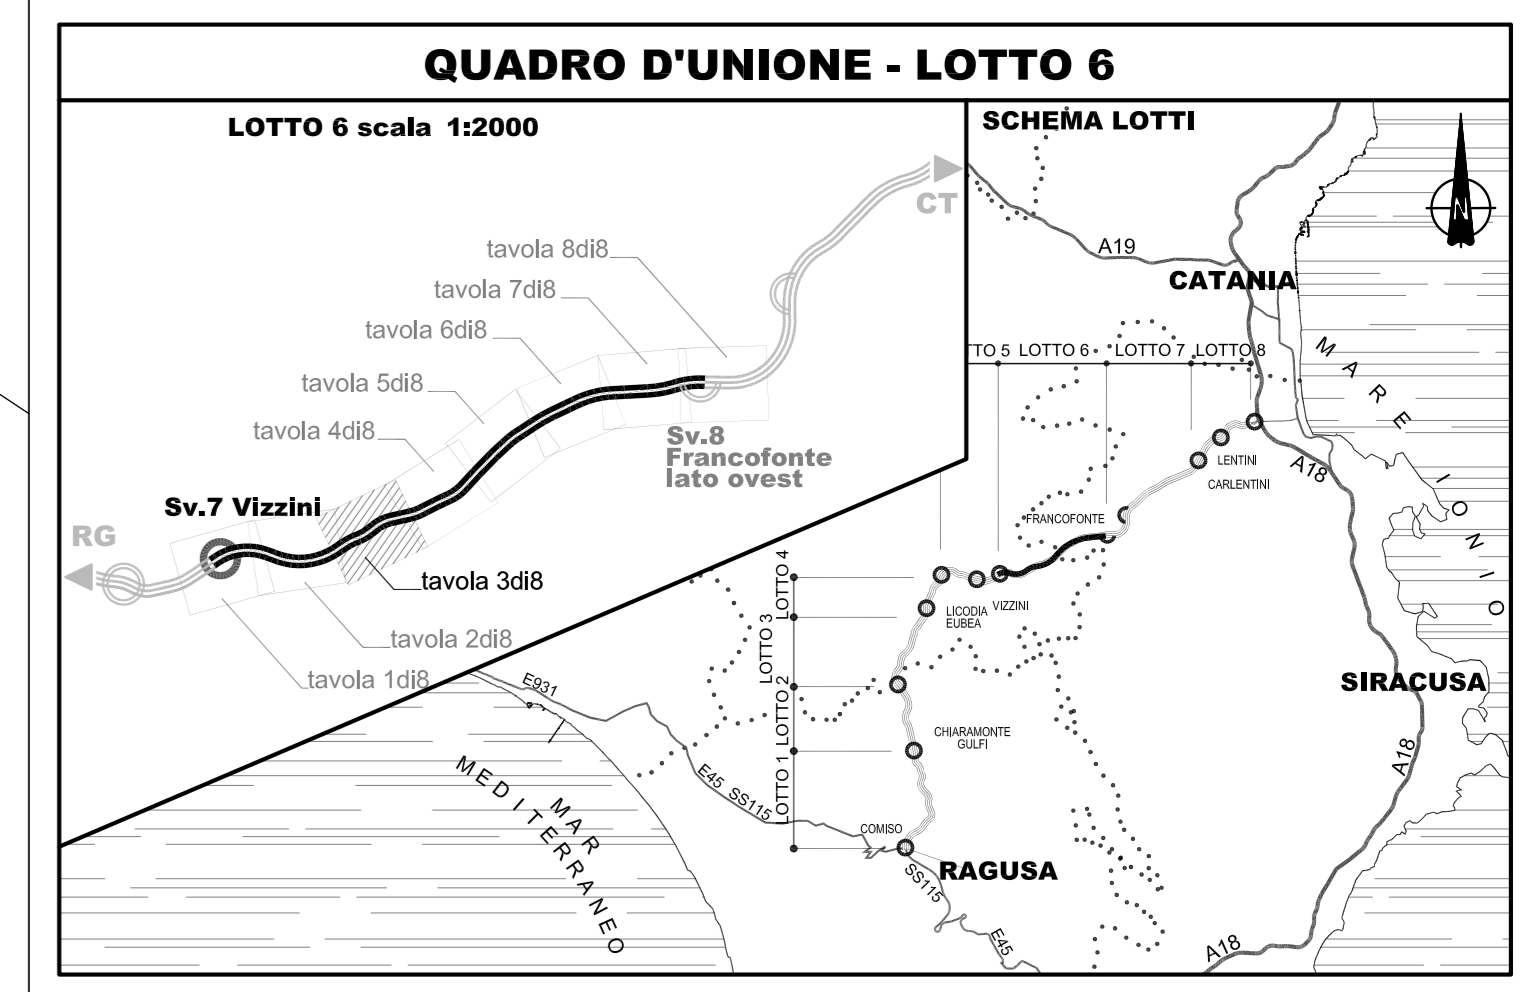 QUADRO D'UNIONE - LOTTO 6
LOTTO 6 scala 1:2000
CT
tavola 8di8
tavola 7di8
tavola 6di8
tavola 5di8
tavola 4di8
Sv.8
Francofonte
lato ovest
Sv.7 Vizzini
RG
tavola 3di8
tavola 2di8
tavola 1di8
SCHEMA LOTTI
N
A19
CATANIA
TTO 5
LOTTO 6
LOTTO 7
LOTTO 8
MARE
IONIO
A18
LENTINI
CARLENTINI
FRANCOFONTE
VIZZINI
LICODIA
EUBEA
LOTTO 4
LOTTO 3
LOTTO 2
LOTTO 1
SIRACUSA
CHIARAMONTE
GULFI
A18
E931
E45
SS115
COMISO
RAGUSA
SS115
E45
A18
MAR
MEDITERRANEO